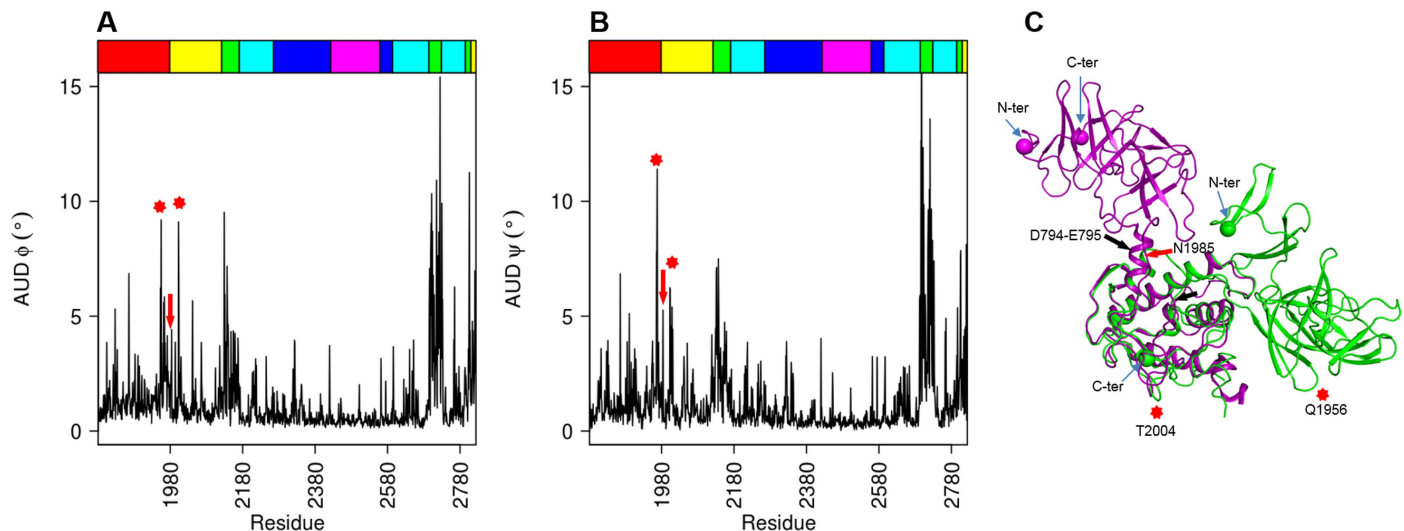 A
B
C
15
10
5
0
AUD ϕ (°)
1980
2180
2380
2580
2780
Residue
15
10
5
0
AUD ψ (°)
1980
2180
2380
2580
2780
Residue
C-ter
N-ter
N-ter
D794-E795
N1985
C-ter
Q1956
T2004